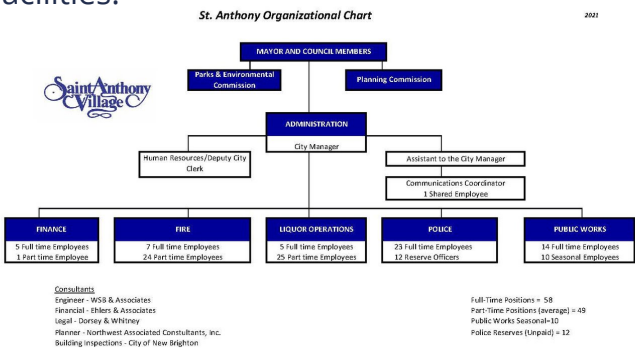 acilities.
St. Anthony Organizational Chart
2021
MAYOR AND COUNCIL MEMBERS
Parks & Environmental
Commission
Planning Commission
Saint Anthony
Village
ADMINISTRATION
City Manager
Human Resources/Deputy City
Clerk
Assistant to the City Manager
Communications Coordinator
1 Shared Employee
FINANCE
5 Full time Employees
1 Part time Employee
FIRE
7 Full time Employees
24 Part time Employees
LIQUOR OPERATIONS
5 Full time Employees
25 Part time Employees
POLICE
23 Full time Employees
12 Reserve Officers
PUBLIC WORKS
14 Full time Employees
10 Seasonal Employees
Consultants
Engineer - WSB & Associates
Financial - Ehlers & Associates
Legal - Dorsey & Whitney
Planner - Northwest Associated Constultants, Inc.
Building Inspections - City of New Brighton
Full-Time Positions = 58
Part-Time Positions (average) = 49
Public Works Seasonal=10
Police Reserves (Unpaid) = 12